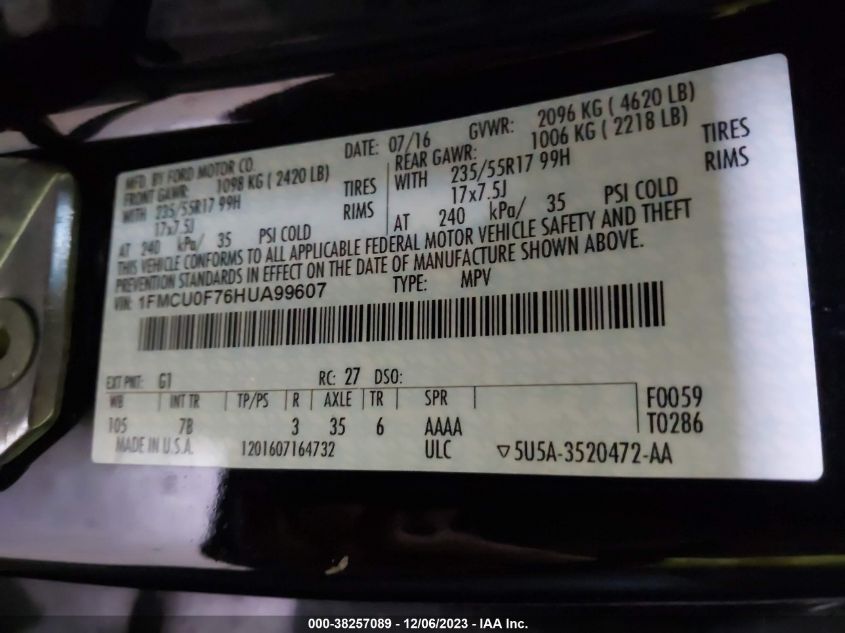 MFD. BY FORD MOTOR CO.
DATE: 07/16 GVWR: 2096 KG ( 4620 LB)
FRONT GAWR: 1098 KG ( 2420 LB)
REAR GAWR: 1006 KG ( 2218 LB)
WITH 235/55R17 99H TIRES
WITH 235/55R17 99H TIRES
17x7.5J RIMS
17x7.5J RIMS
AT 240 kPa/ 35 PSI COLD
AT 240 kPa/ 35 PSI COLD
THIS VEHICLE CONFORMS TO ALL APPLICABLE FEDERAL MOTOR VEHICLE SAFETY AND THEFT
PREVENTION STANDARDS IN EFFECT ON THE DATE OF MANUFACTURE SHOWN ABOVE.
VIN: 1FMCU0F76HUA99607 TYPE: MPV
EXT PNT: G1 RC: 27 DSO:
WB INT TR TP/PS R AXLE TR SPR F0059
105 7B 3 35 6 AAAA T0286
MADE IN U.S.A. 1201607164732 ULC ▽5U5A-3520472-AA
000-38257089 - 12/06/2023 - IAA Inc.